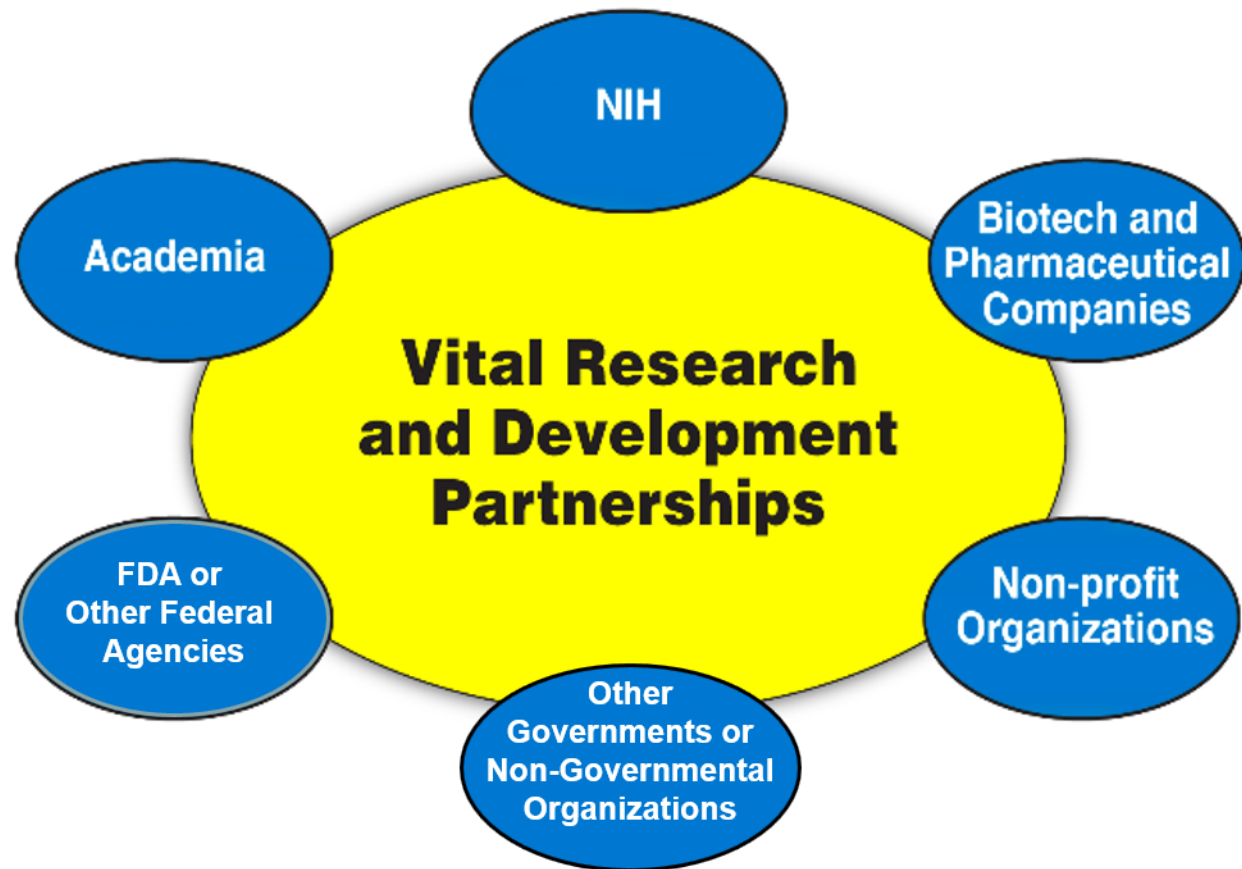 NIH
Academia
Biotech and
Pharmaceutical
Companies
Vital Research
and Development
Partnerships
FDA or
Other Federal
Agencies
Non-profit
Organizations
Other
Governments or
Non-Governmental
Organizations